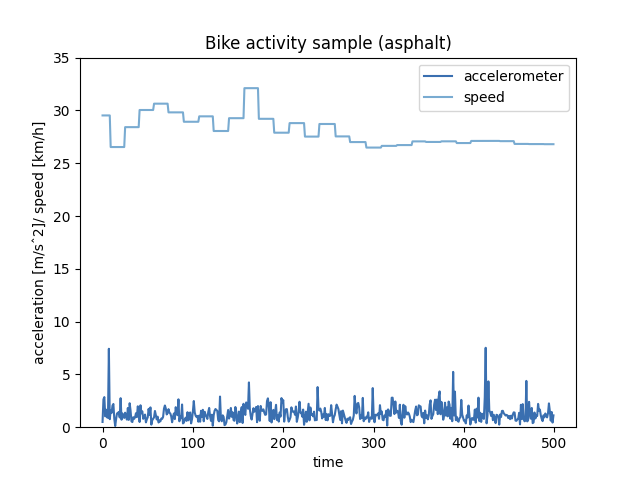 Bike activity sample (asphalt)
accelerometer
speed
acceleration [m/sˆ2]/ speed [km/h]
35
30
25
20
15
10
5
0
0 100 200 300 400 500
time